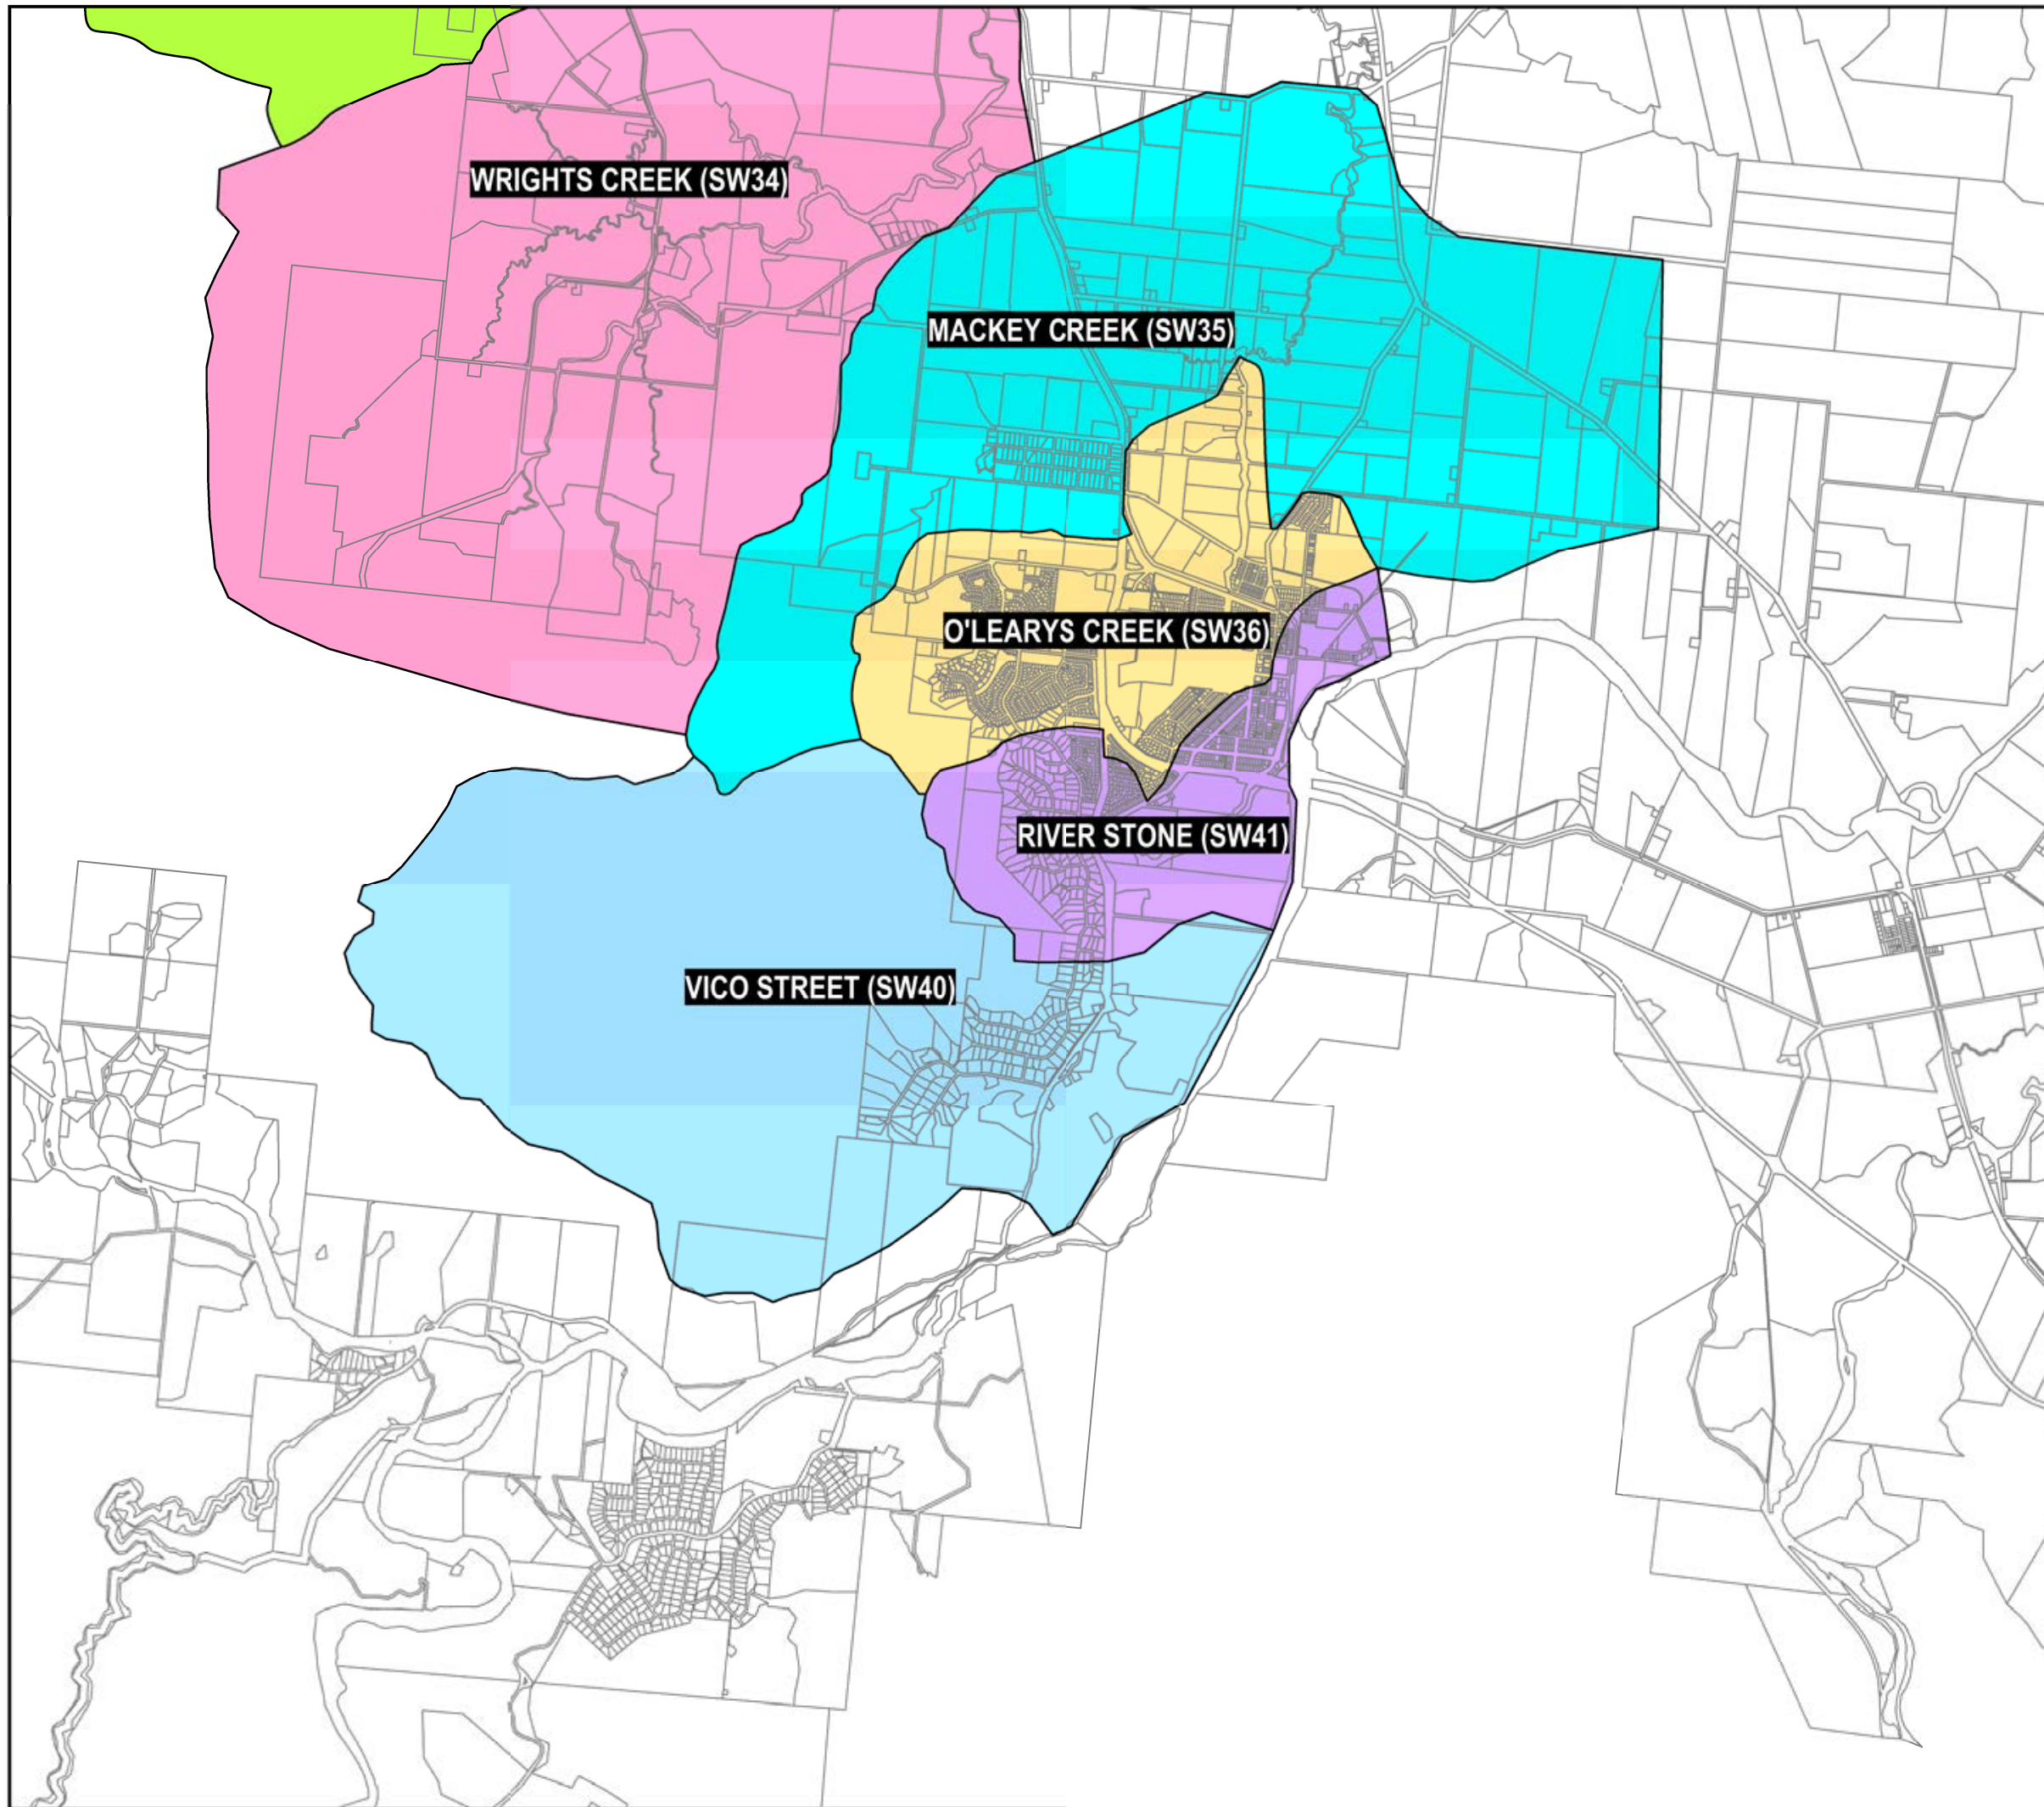 WRIGHTS CREEK (SW34)
MACKEY CREEK (SW35)
O'LEARYS CREEK (SW36)
RIVER STONE (SW41)
VICO STREET (SW40)